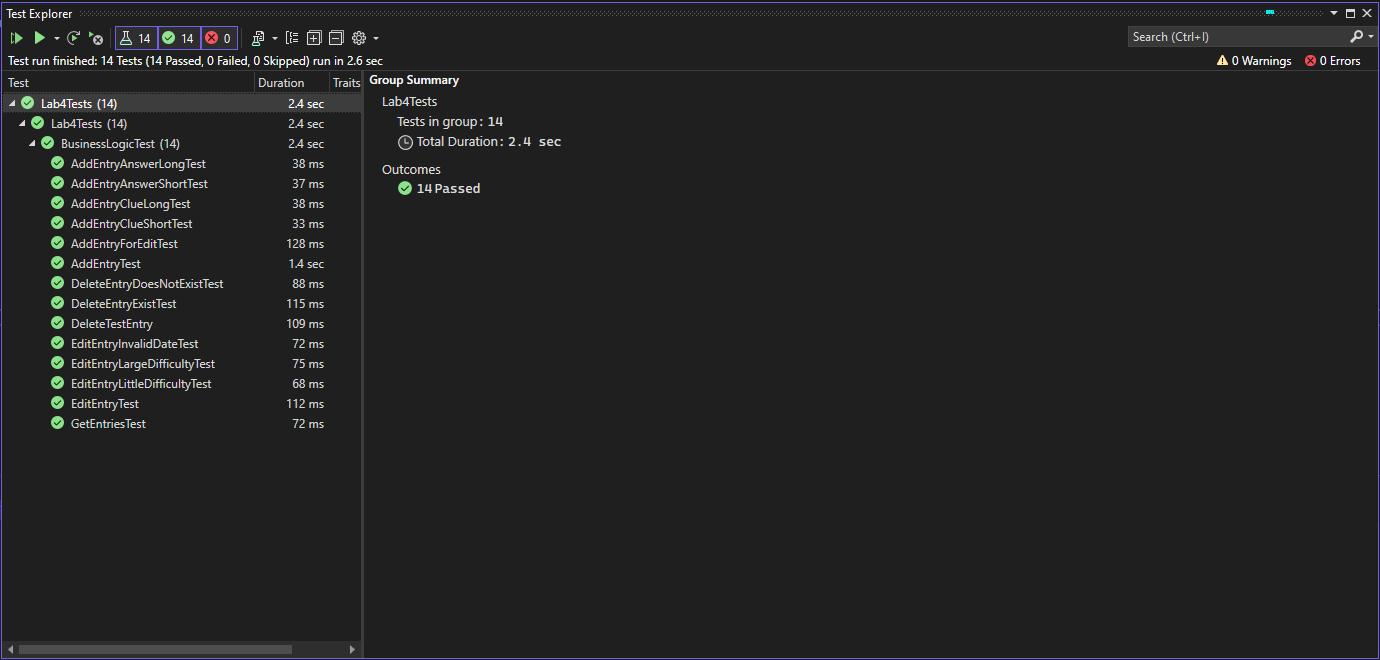 Test Explorer
14 14 0 Search (Ctrl+I)
Test run finished: 14 Tests (14 Passed, 0 Failed, 0 Skipped) run in 2.6 sec 0 Warnings 0 Errors
Test Duration Traits
Lab4Tests (14) 2.4 sec
Lab4Tests (14) 2.4 sec
BusinessLogicTest (14) 2.4 sec
AddEntryAnswerLongTest 38 ms
AddEntryAnswerShortTest 37 ms
AddEntryClueLongTest 38 ms
AddEntryClueShortTest 33 ms
AddEntryForEditTest 128 ms
AddEntryTest 1.4 sec
DeleteEntryDoesNotExistTest 88 ms
DeleteEntryExistTest 115 ms
DeleteTestEntry 109 ms
EditEntryInvalidDateTest 72 ms
EditEntryLargeDifficultyTest 75 ms
EditEntryLittleDifficultyTest 68 ms
EditEntryTest 112 ms
GetEntriesTest 72 ms
Group Summary
Lab4Tests
Tests in group: 14
Total Duration: 2.4 sec
Outcomes
14 Passed